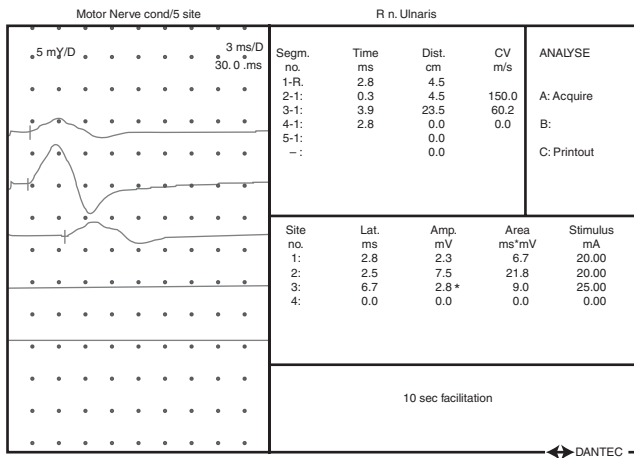 Motor Nerve cond/5 site
R n. Ulnaris
5 mV/D
3 ms/D
30.0 .ms
Segm. Time Dist. CV
no. ms cm m/s
1-R. 2.8 4.5
2-1: 0.3 4.5 150.0
3-1: 3.9 23.5 60.2
4-1: 2.8 0.0 0.0
5-1: 0.0
– : 0.0
ANALYSE
A: Acquire
B:
C: Printout
Site Lat. Amp. Area Stimulus
no. ms mV ms*mV mA
1: 2.8 2.3 6.7 20.00
2: 2.5 7.5 21.8 20.00
3: 6.7 2.8 * 9.0 25.00
4: 0.0 0.0 0.0 0.00
10 sec facilitation
DANTEC